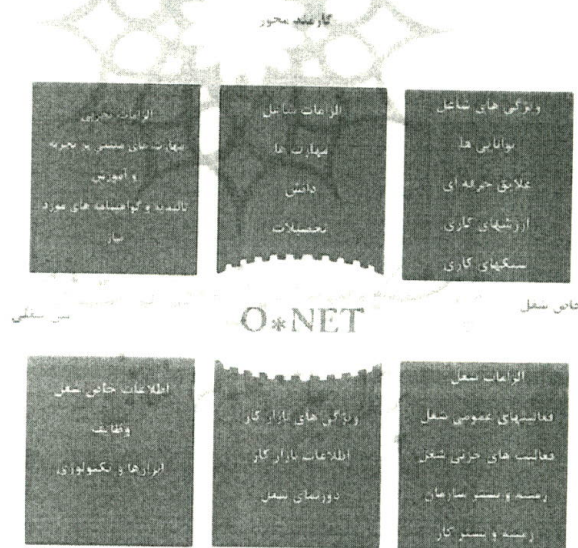 کارمند محور
ویژگی های شاغل
توانایی ها
علایق حرفه ای
ارزشهای کاری
سبکهای کاری
الزامات شاغل
مهارت ها
دانش
تحصیلات
الزامات تجربی
مهارت های مبتنی بر تجربه
و آموزش
تائیدیه و گواهینامه های مورد
نیاز
خاص شغل
O*NET
بین شغلی
الزامات شغل
فعالیتهای عمومی شغل
فعالیت های جزئی شغل
زمینه و بستر سازمان
زمینه و بستر کار
ویژگی های بازار کار
اطلاعات بازار کار
دورنمای شغل
اطلاعات خاص شغل
وظایف
ابزارها و تکنولوژی